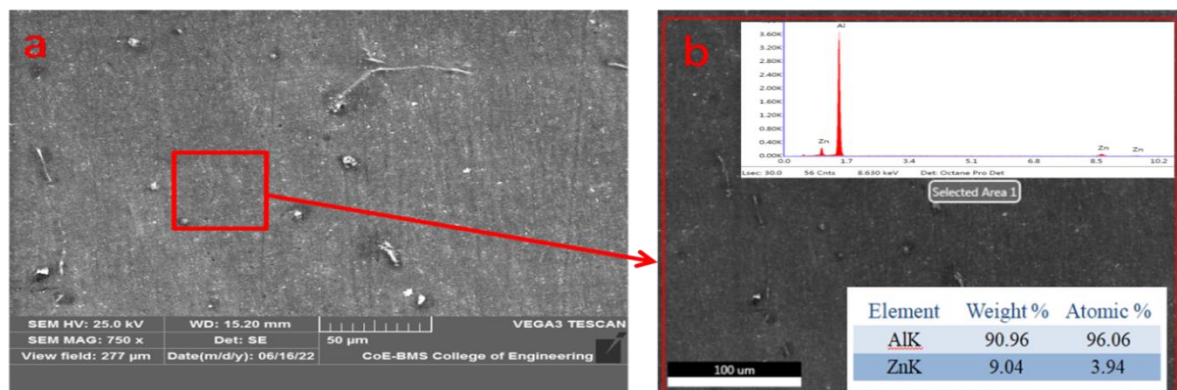 a
SEM HV: 25.0 kV WD: 15.20 mm VEGA3 TESCAN
SEM MAG: 750 x Det: SE 50 µm
View field: 277 µm Date(m/d/y): 06/16/22 CoE-BMS College of Engineering
b
Al
3.60K
3.20K
2.80K
2.40K
2.00K
1.60K
1.20K
0.80K
0.40K
0.00K
Zn Zn Zn
0.0 1.7 3.4 5.1 6.8 8.5 10.2
Lsec: 30.0 56 Cnts 8.630 keV Det: Octane Pro Det
Selected Area 1
Element Weight % Atomic %
AlK 90.96 96.06
ZnK 9.04 3.94
100 um